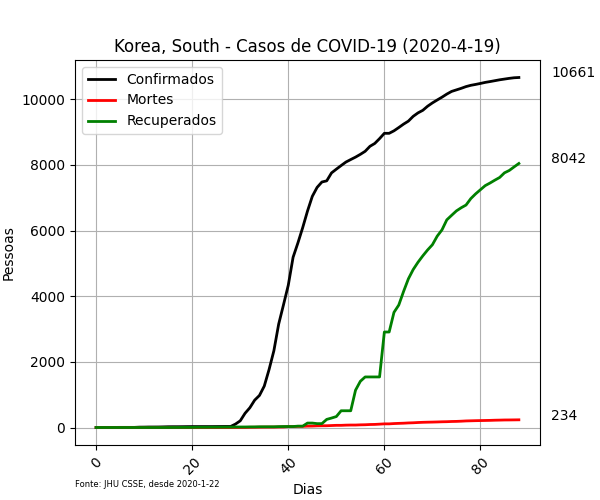 Korea, South - Casos de COVID-19 (2020-4-19)
Confirmados
Mortes
Recuperados
10661
8042
234
10000
8000
6000
4000
2000
0
Pessoas
0 20 40 60 80
Dias
Fonte: JHU CSSE, desde 2020-1-22